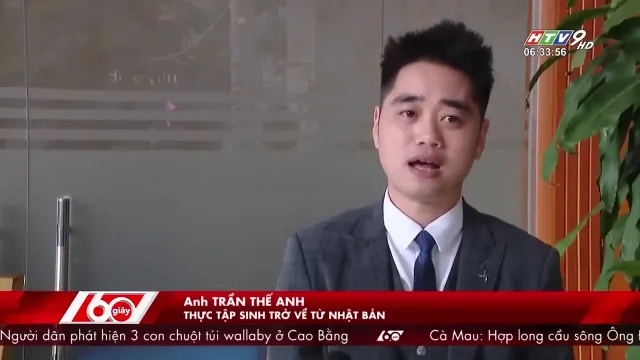 HTV9 HD
06:33:56
Anh TRẦN THẾ ANH
THỰC TẬP SINH TRỞ VỀ TỪ NHẬT BẢN
60 giây
Người dân phát hiện 3 con chuột túi wallaby ở Cao Bằng 60 Cà Mau: Hợp long cầu sông Ông